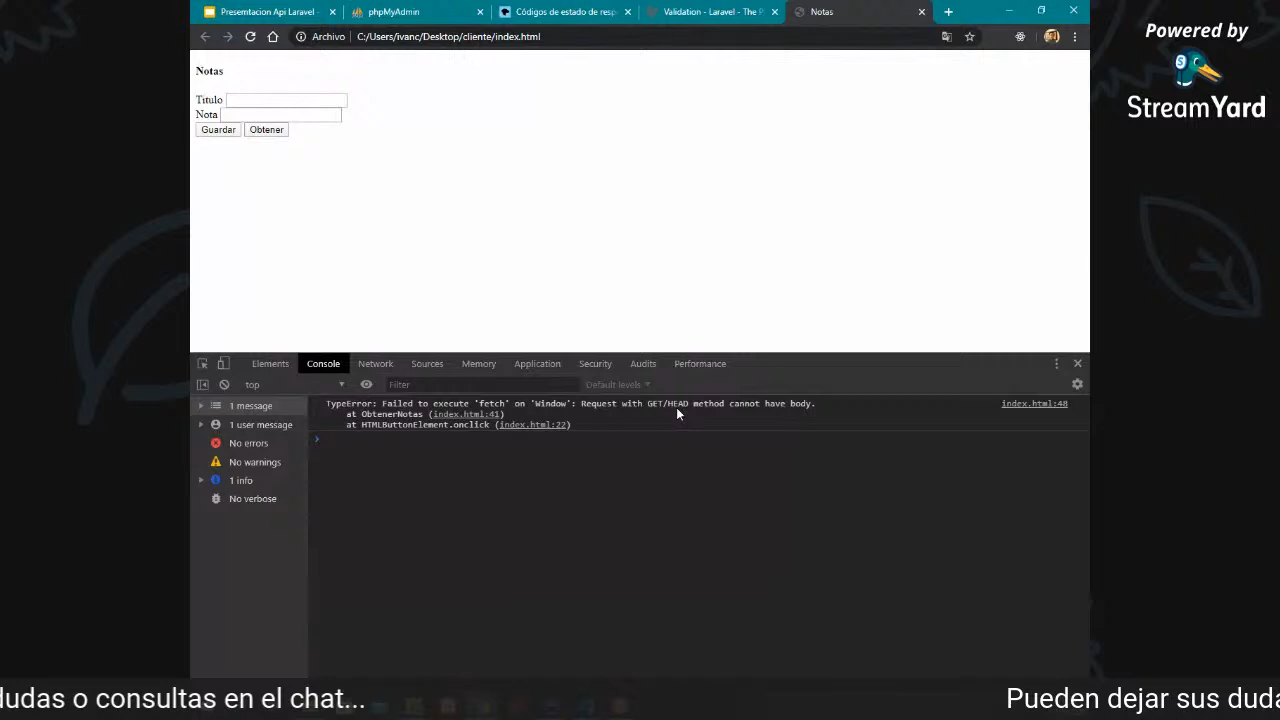 Presemtacion Api Laravel -
phpMyAdmin
Códigos de estado de resp
Validation - Laravel - The P
Notas
Archivo
C:/Users/ivanc/Desktop/cliente/index.html
Powered by
StreamYard
Notas
Titulo
Nota
Guardar
Obtener
Elements
Console
Network
Sources
Memory
Application
Security
Audits
Performance
top
Filter
Default levels
1 message
1 user message
No errors
No warnings
1 info
No verbose
TypeError: Failed to execute 'fetch' on 'Window': Request with GET/HEAD method cannot have body.
index.html:48
at ObtenerNotas (index.html:41)
at HTMLButtonElement.onclick (index.html:22)
dudas o consultas en el chat...
Pueden dejar sus duda